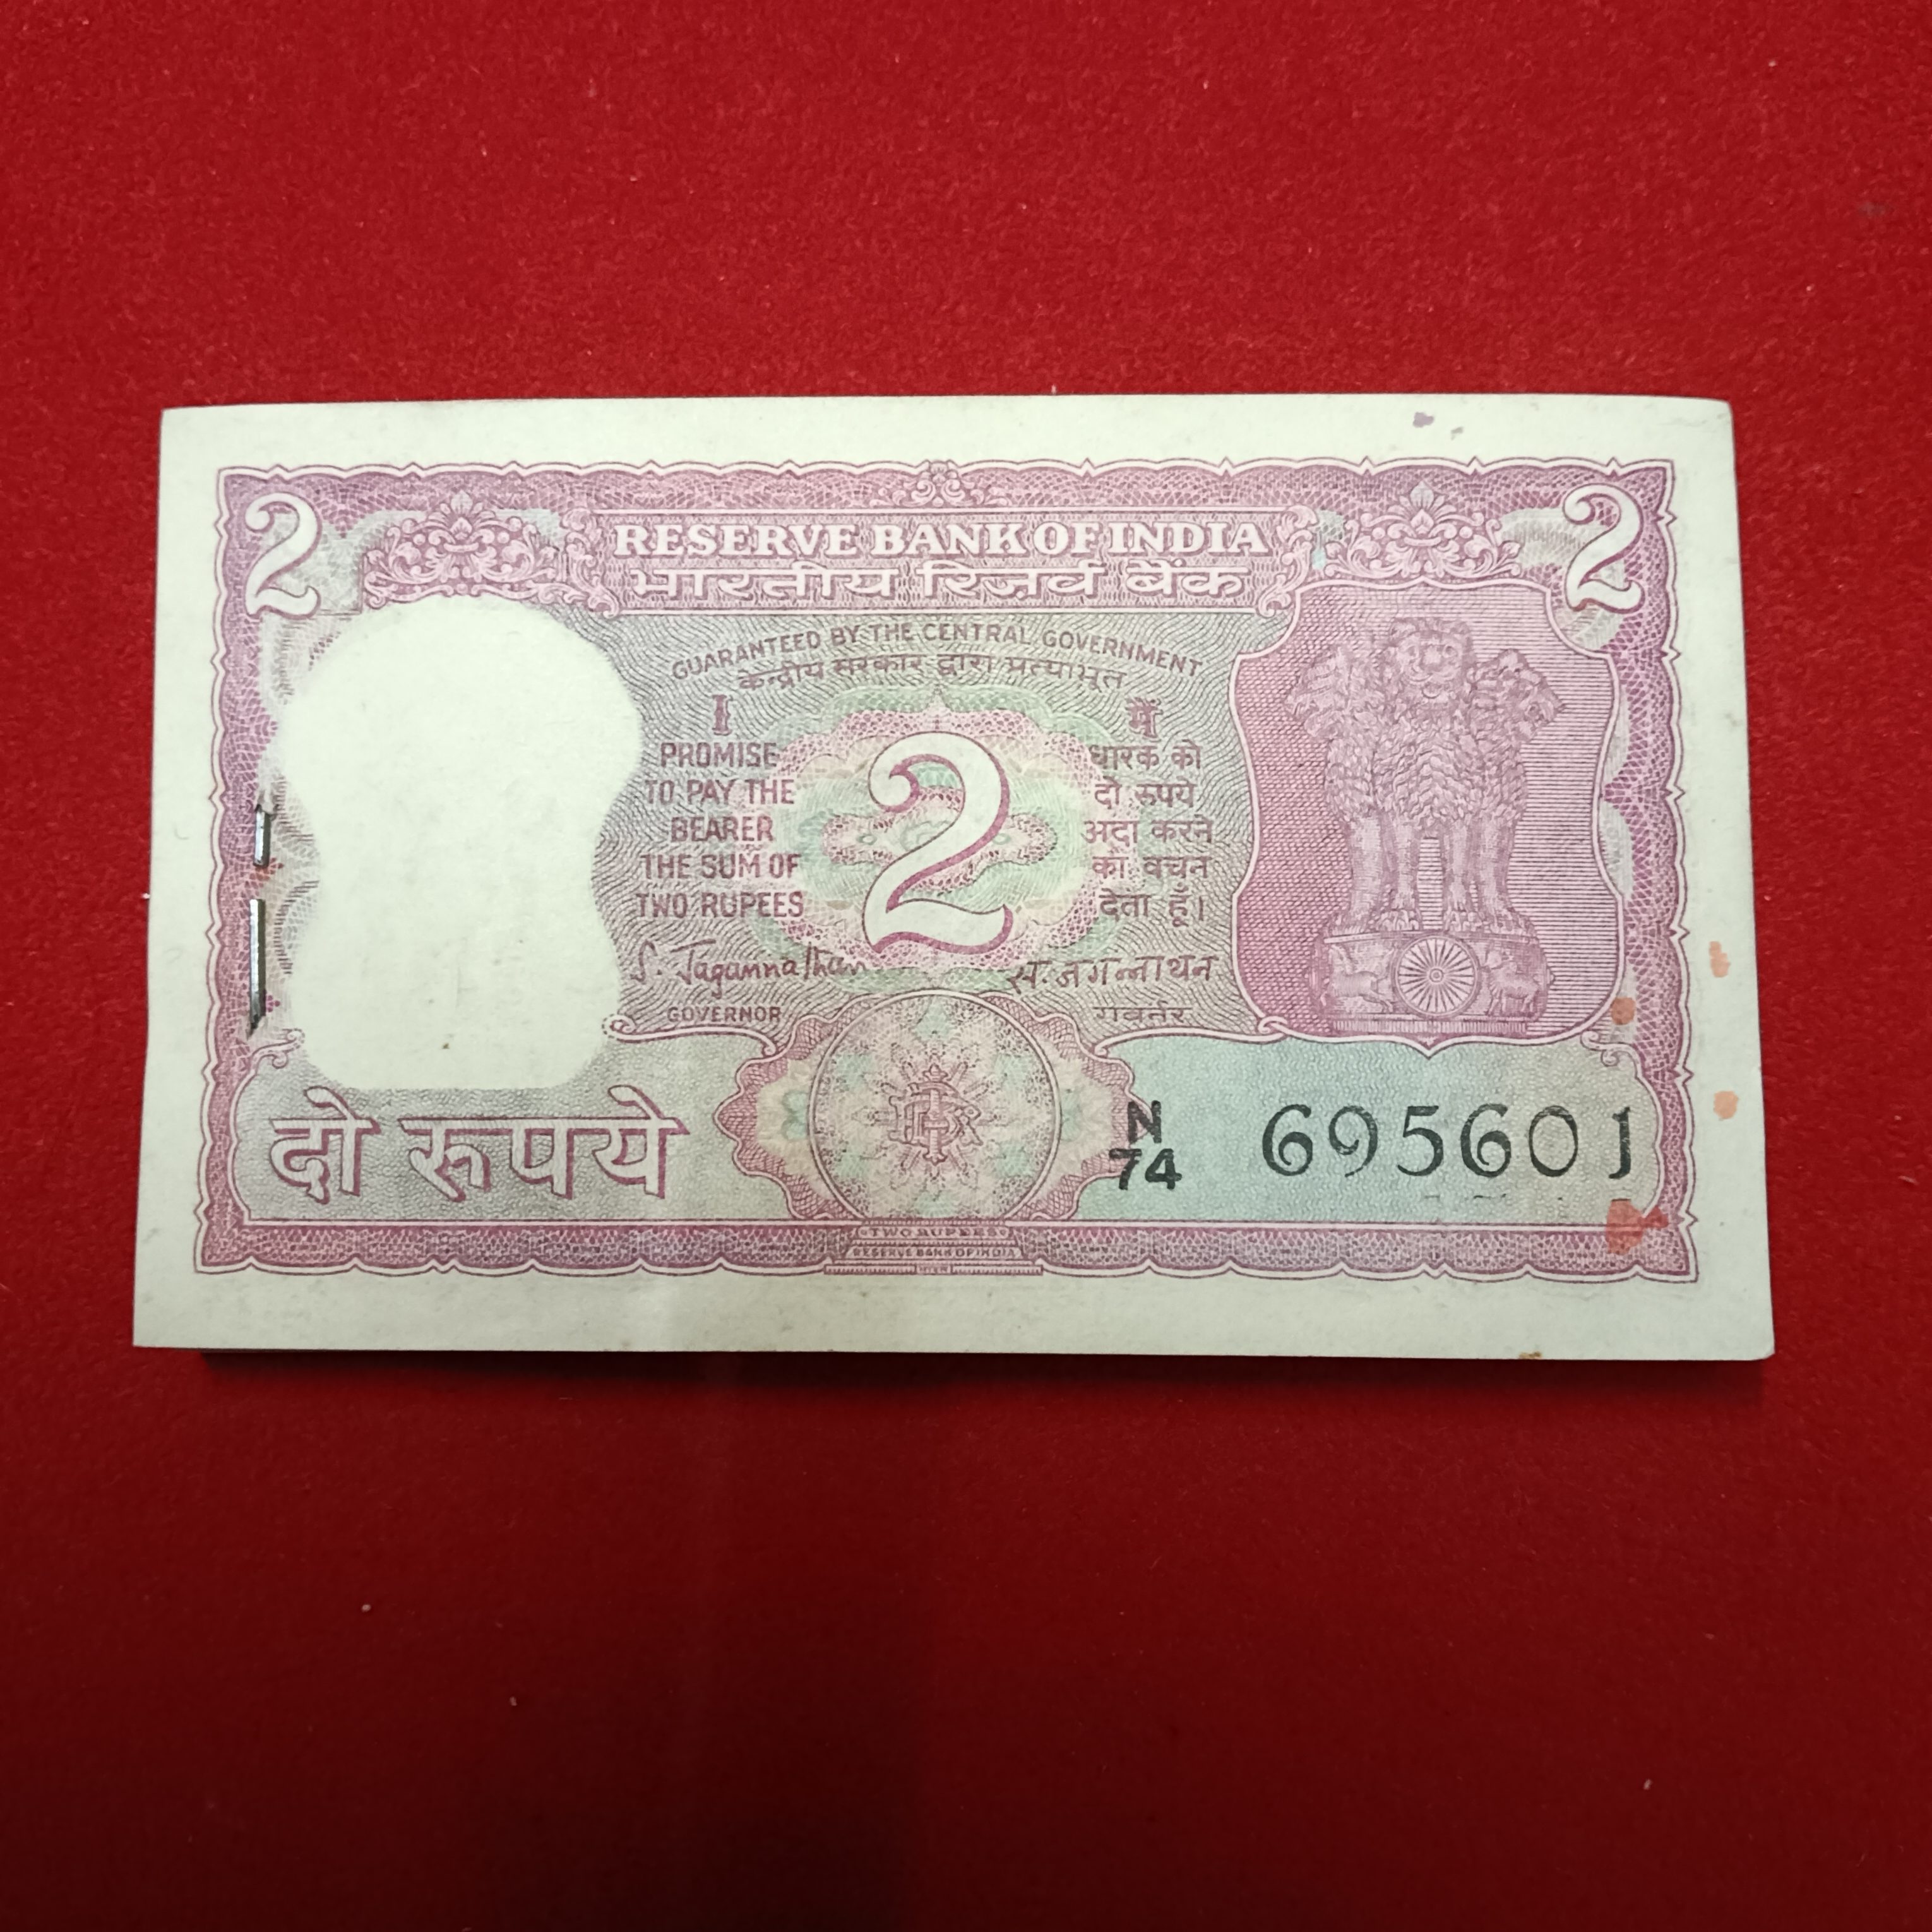 2 2
RESERVE BANK OF INDIA
भारतीय रिज़र्व बैंक
GUARANTEED BY THE CENTRAL GOVERNMENT
केन्द्रीय सरकार द्वारा प्रत्याभूत
I
PROMISE
TO PAY THE
BEARER
THE SUM OF
TWO RUPEES
2
मैं
धारक को
दो रुपये
अदा करने
का वचन
देता हूँ।
S. Jagannathan
GOVERNOR
स. जगन्नाथन
गवर्नर
दो रुपये
N
74
695601
TWO RUPEES
RESERVE BANK OF INDIA